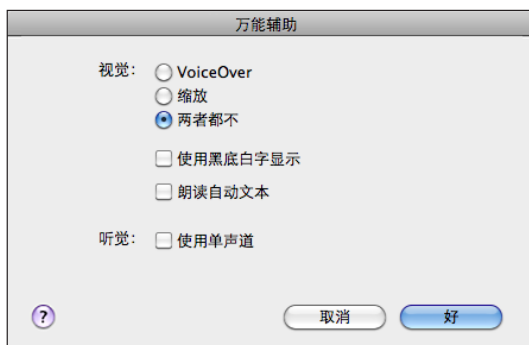 万能辅助
视觉： VoiceOver
缩放
两者都不
使用黑底白字显示
朗读自动文本
听觉： 使用单声道
? 取消 好